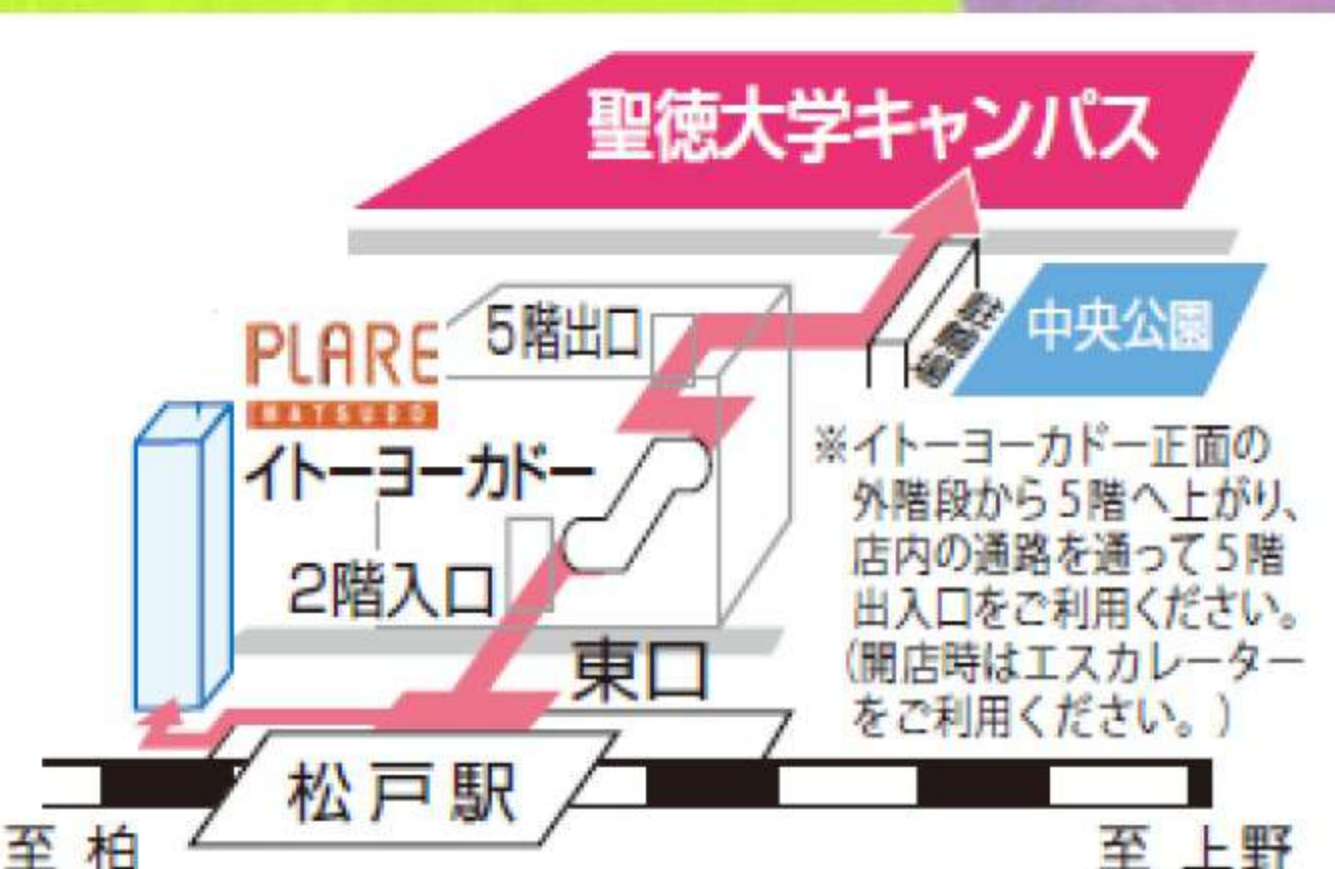 聖徳大学キャンパス
5階出口
中央公園
PLARE
MATSUDO
イトーヨーカドー
2階入口
東口
※イトーヨーカドー正面の
外階段から5階へ上がり、
店内の通路を通って5階
出入口をご利用ください。
(開店時はエスカレーター
をご利用ください。)
松戸駅
至 柏
至 上野